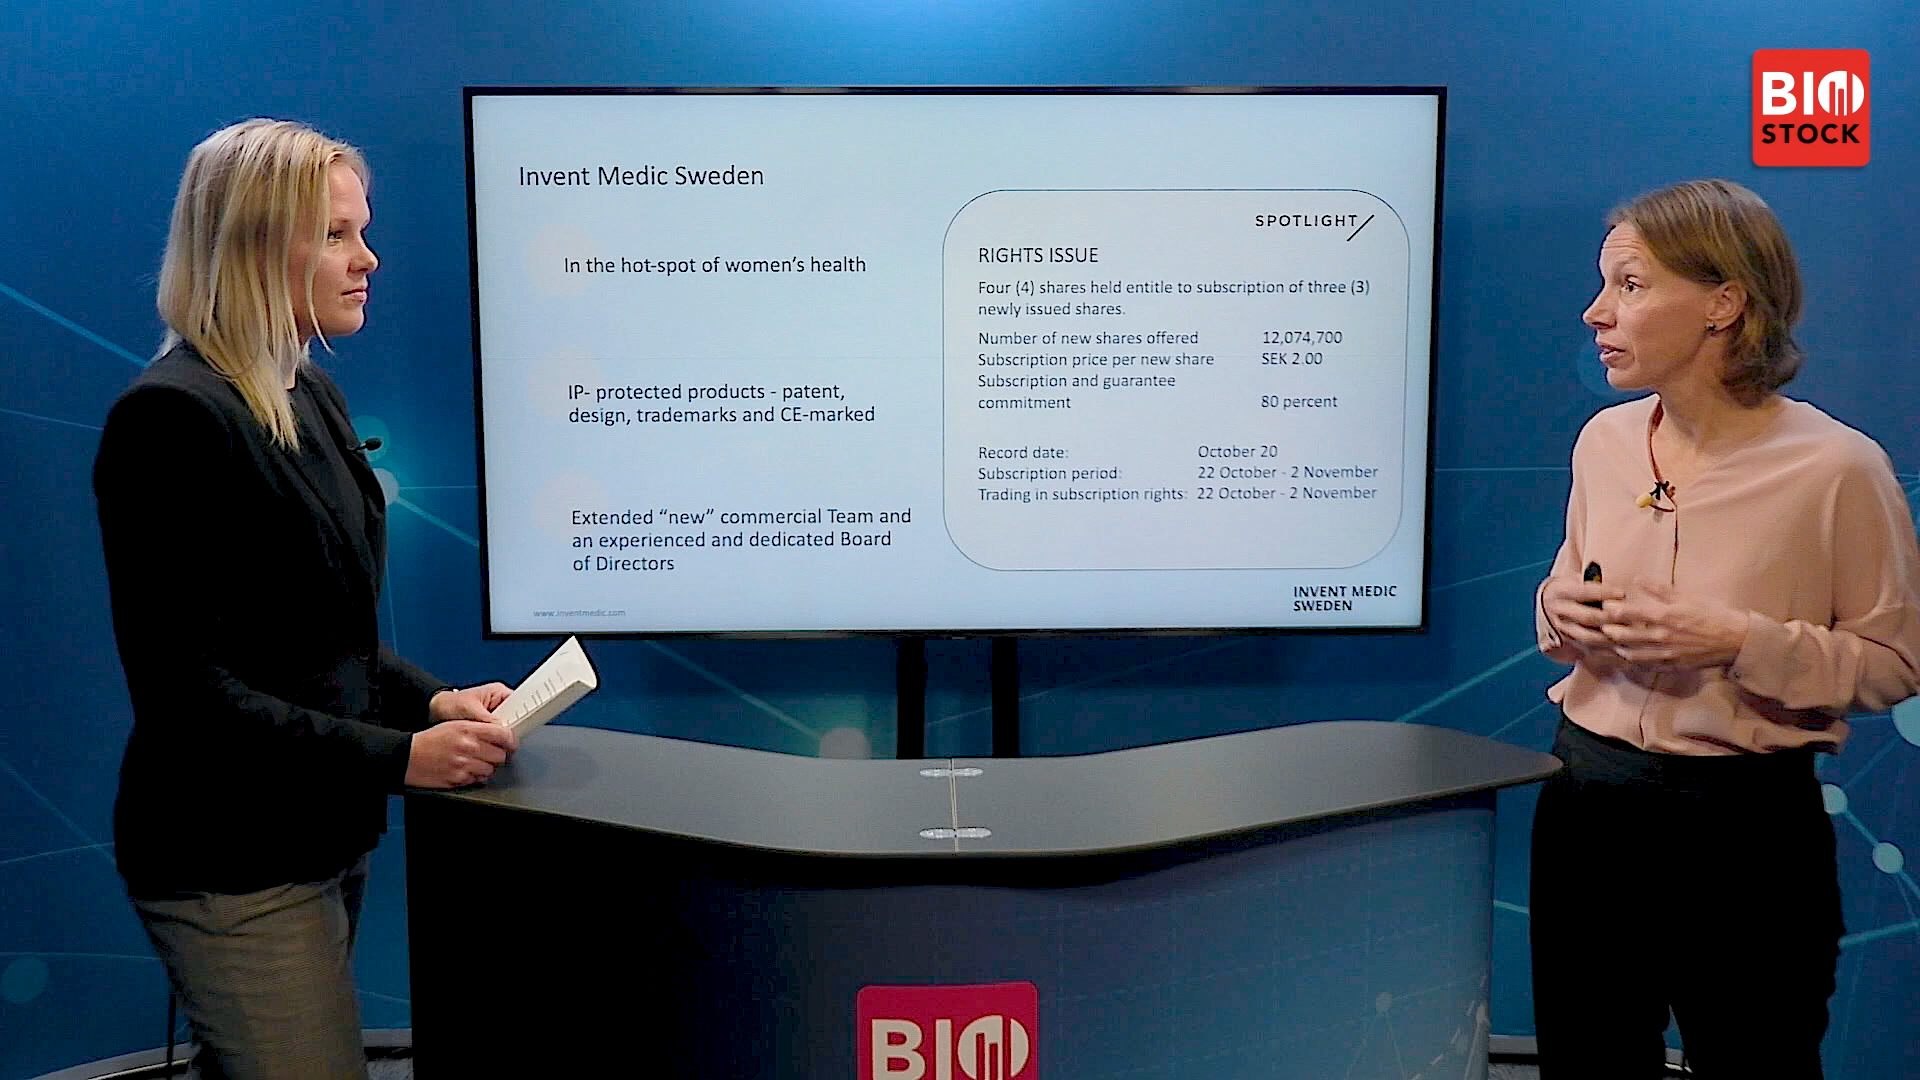 BIO
STOCK
Invent Medic Sweden
In the hot-spot of women's health
IP- protected products - patent,
design, trademarks and CE-marked
Extended “new” commercial Team and
an experienced and dedicated Board
of Directors
www.inventmedic.com
SPOTLIGHT
RIGHTS ISSUE
Four (4) shares held entitle to subscription of three (3)
newly issued shares.
Number of new shares offered 12,074,700
Subscription price per new share SEK 2.00
Subscription and guarantee
commitment 80 percent
Record date: October 20
Subscription period: 22 October - 2 November
Trading in subscription rights: 22 October - 2 November
INVENT MEDIC
SWEDEN
BIO